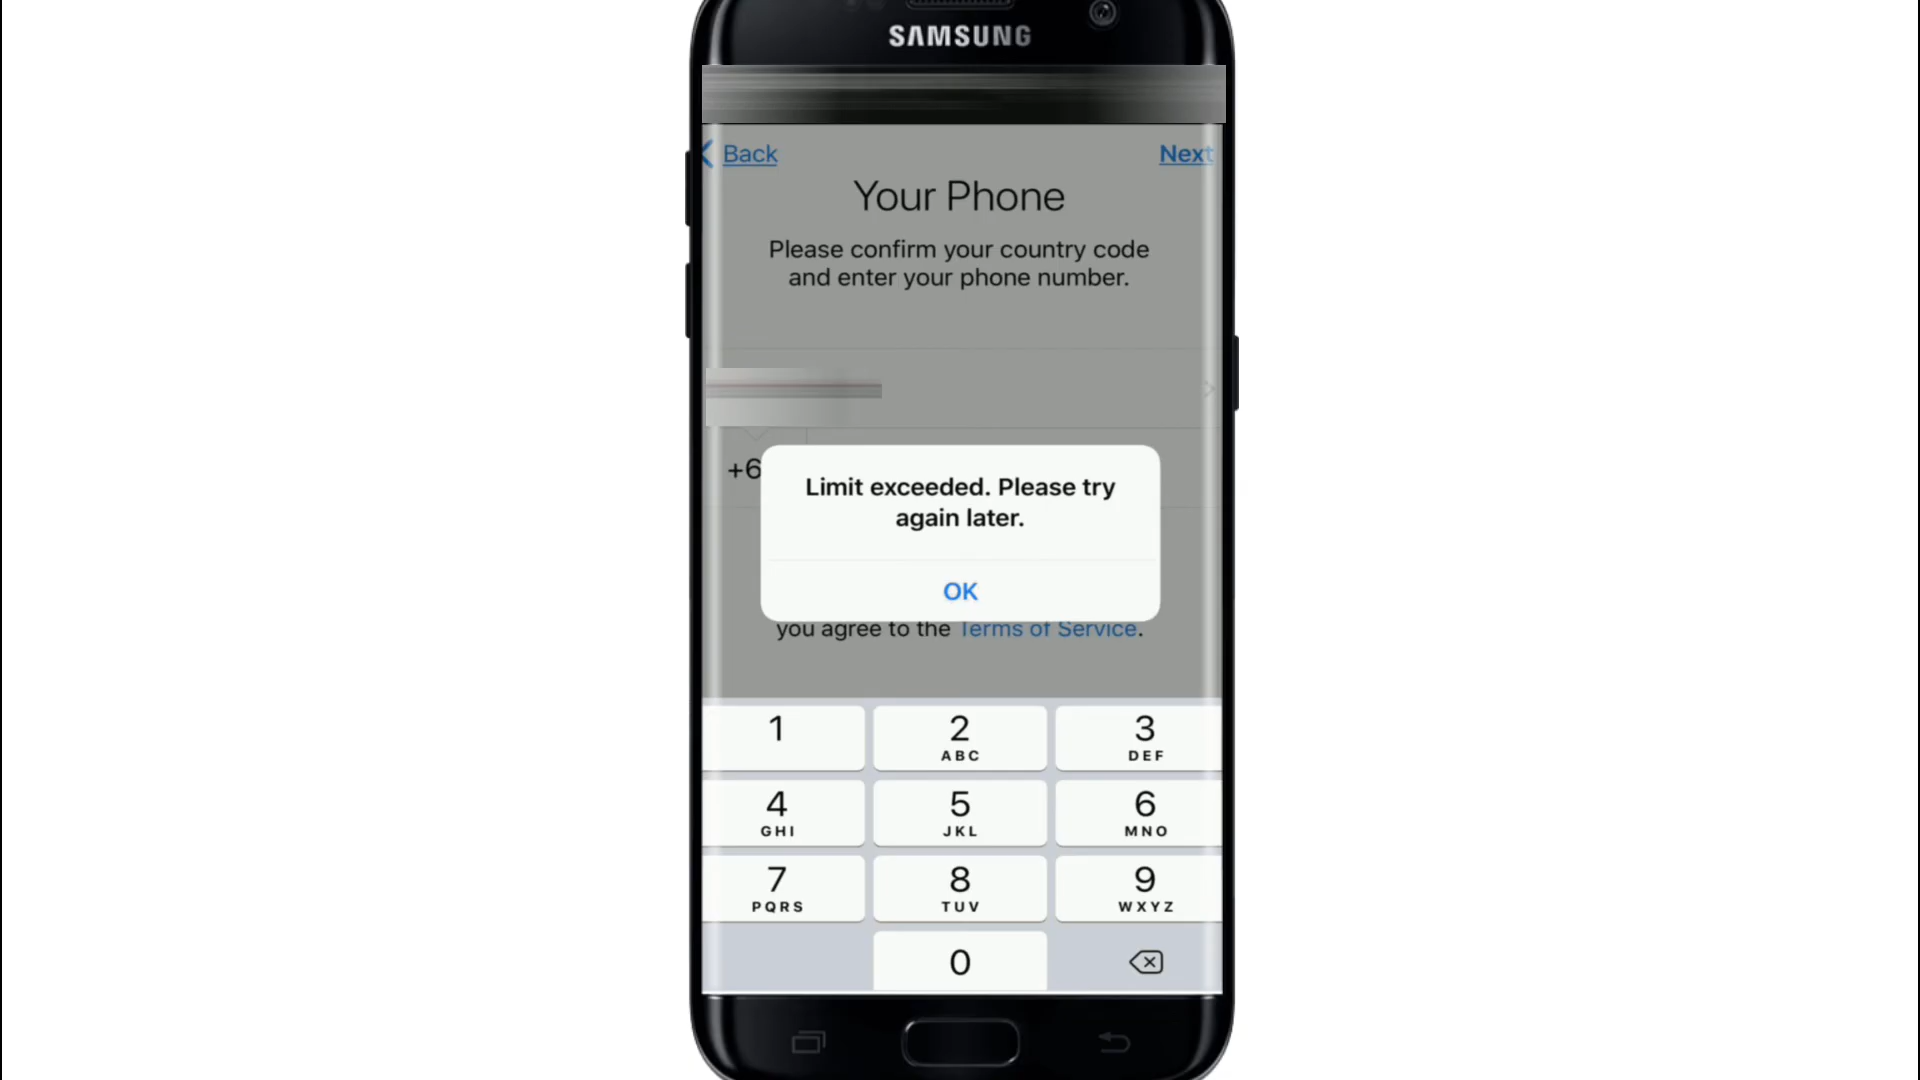 SAMSUNG
Back
Next
Your Phone
Please confirm your country code
and enter your phone number.
+6
Limit exceeded. Please try
again later.
OK
you agree to the Terms of Service.
1
2
ABC
3
DEF
4
GHI
5
JKL
6
MNO
7
PQRS
8
TUV
9
WXYZ
0